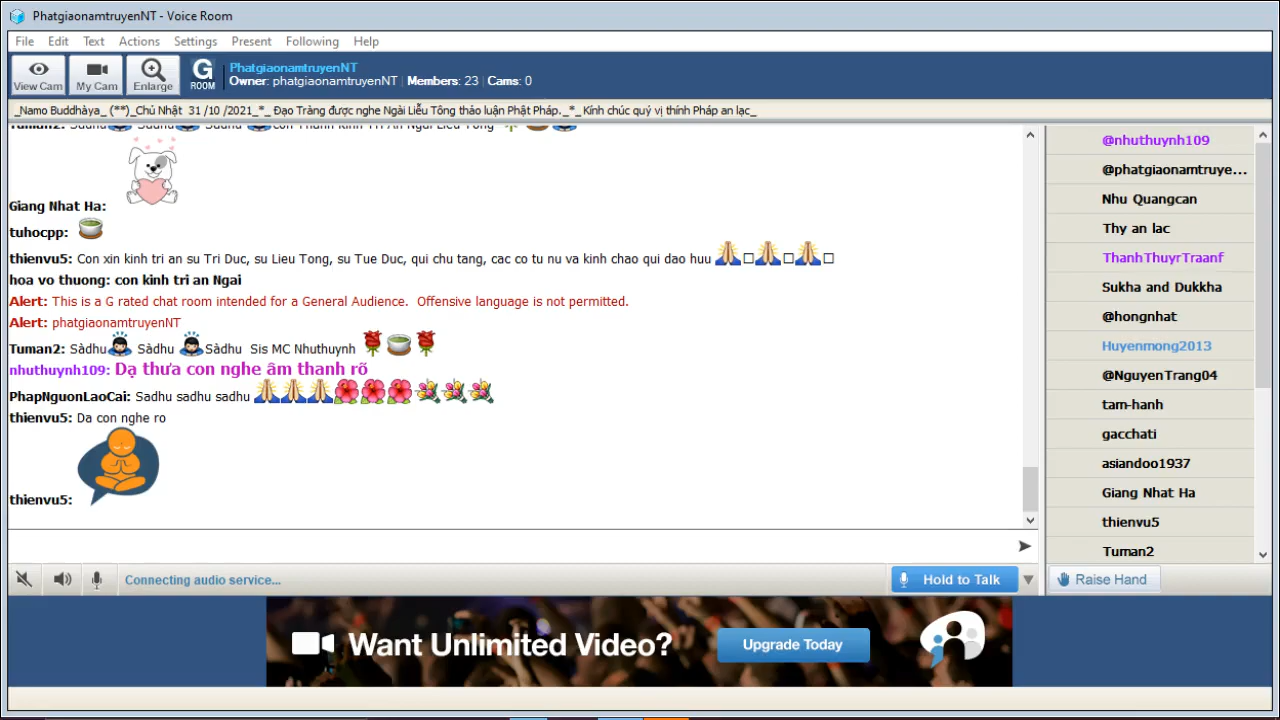 PhatgiaonamtruyenNT - Voice Room
File Edit Text Actions Settings Present Following Help
View Cam My Cam Enlarge G ROOM
PhatgiaonamtruyenNT
Owner: phatgiaonamtruyenNT | Members: 23 | Cams: 0
_Namo Buddhàya_ (**)_Chủ Nhật 31 /10 /2021_*_ Đạo Tràng được nghe Ngài Liễu Tông thảo luận Phật Pháp._*_ Kính chúc quý vị thính Pháp an lạc_
Tuman2: Sàdhu Sàdhu Sàdhu con Thành kính Tri Ân Ngài Liễu Tông
Giang Nhat Ha:
tuhocpp:
thienvu5: Con xin kinh tri an su Tri Duc, su Lieu Tong, su Tue Duc, qui chu tang, cac co tu nu va kinh chao qui dao huu
hoa vo thuong: con kinh tri an Ngai
Alert: This is a G rated chat room intended for a General Audience. Offensive language is not permitted.
Alert: phatgiaonamtruyenNT
Tuman2: Sàdhu Sàdhu Sàdhu Sis MC Nhuthuynh
nhuthuynh109: Dạ thưa con nghe âm thanh rõ
PhapNguonLaoCai: Sadhu sadhu sadhu
thienvu5: Da con nghe ro
thienvu5:
@nhuthuynh109
@phatgiaonamtruye...
Nhu Quangcan
Thy an lac
ThanhThuyrTraanf
Sukha and Dukkha
@hongnhat
Huyenmong2013
@NguyenTrang04
tam-hanh
gacchati
asiandoo1937
Giang Nhat Ha
thienvu5
Tuman2
Connecting audio service...
Hold to Talk
Raise Hand
Want Unlimited Video?
Upgrade Today